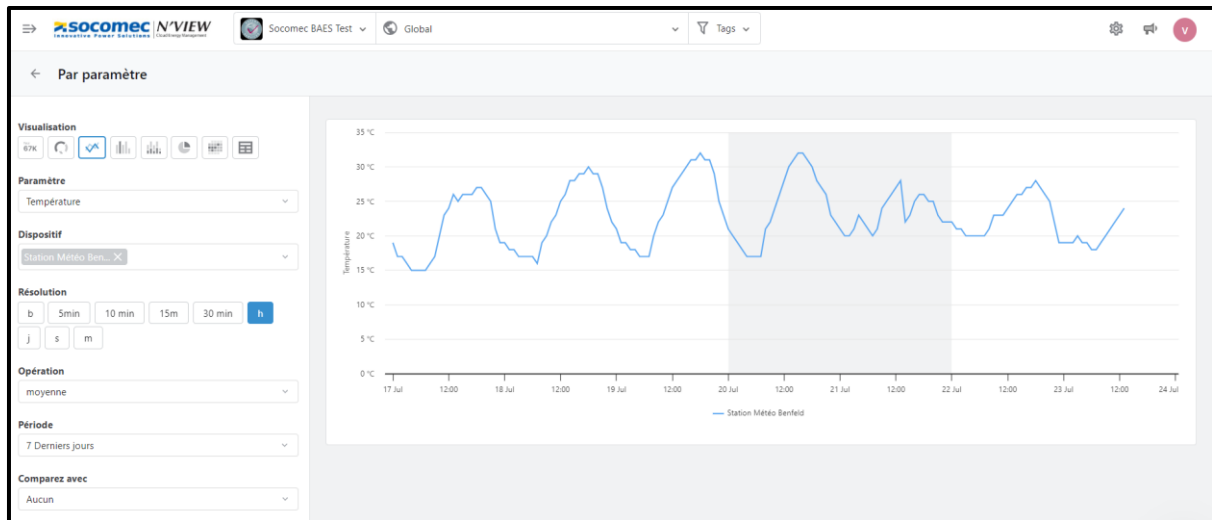 socomec N'VIEW
Innovative Power Solutions Cloud Energy Management
Socomec BAES Test
Global
Tags
V
Par paramètre
Visualisation
67K
Paramètre
Température
Dispositif
Station Météo Ben... X
Résolution
b 5min 10 min 15m 30 min h
j s m
Opération
moyenne
Période
7 Derniers jours
Comparez avec
Aucun
35 °C
30 °C
25 °C
20 °C
15 °C
10 °C
5 °C
0 °C
Température
17 Jul 12:00 18 Jul 12:00 19 Jul 12:00 20 Jul 12:00 21 Jul 12:00 22 Jul 12:00 23 Jul 12:00 24 Jul
Station Météo Benfeld